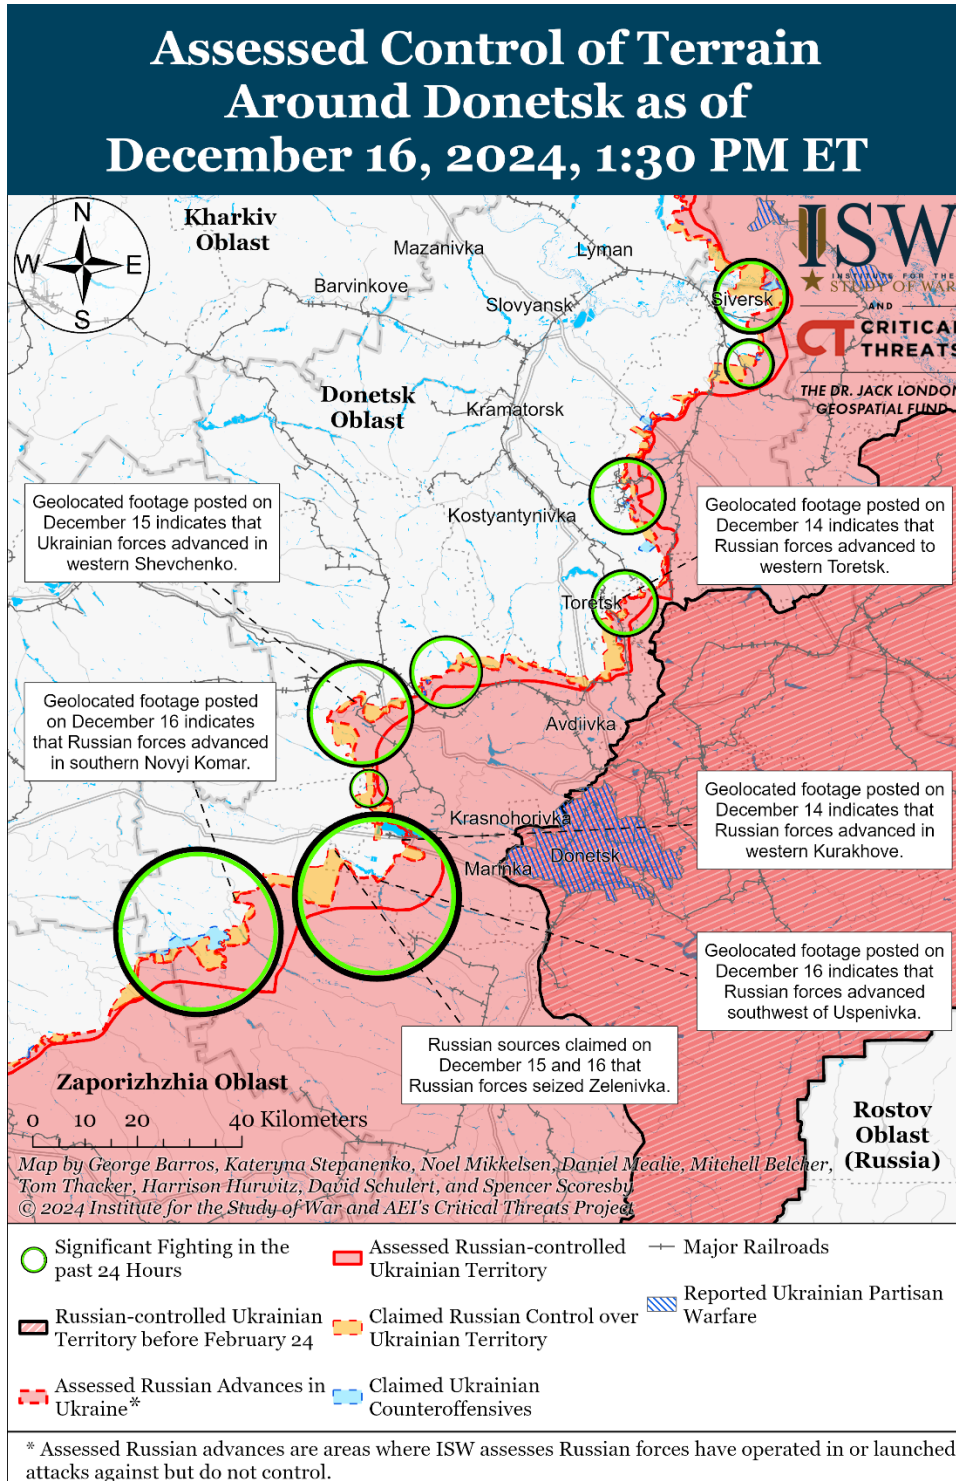 Assessed Control of Terrain
Around Donetsk as of
December 16, 2024, 1:30 PM ET
N
W
E
S
Kharkiv
Oblast
Mazanivka
Lyman
Barvinkove
Slovyansk
Siversk
ISW
INSTITUTE FOR THE
STUDY OF WAR
AND
CT CRITICAL
THREATS
THE DR. JACK LONDON
GEOSPATIAL FUND
Donetsk
Oblast
Kramatorsk
Kostyantynivka
Geolocated footage posted on
December 15 indicates that
Ukrainian forces advanced in
western Shevchenko.
Geolocated footage posted on
December 14 indicates that
Russian forces advanced to
western Toretsk.
Toretsk
Geolocated footage posted
on December 16 indicates
that Russian forces advanced
in southern Novyi Komar.
Avdiivka
Geolocated footage posted on
December 14 indicates that
Russian forces advanced in
western Kurakhove.
Krasnohorivka
Marinka
Donetsk
Geolocated footage posted on
December 16 indicates that
Russian forces advanced
southwest of Uspenivka.
Russian sources claimed on
December 15 and 16 that
Russian forces seized Zelenivka.
Zaporizhzhia Oblast
Rostov
Oblast
(Russia)
0 10 20 40 Kilometers
Map by George Barros, Kateryna Stepanenko, Noel Mikkelsen, Daniel Mealie, Mitchell Belcher,
Tom Thacker, Harrison Hurwitz, David Schulert, and Spencer Scoresby
© 2024 Institute for the Study of War and AEI's Critical Threats Project
Significant Fighting in the
past 24 Hours
Russian-controlled Ukrainian
Territory before February 24
Assessed Russian Advances in
Ukraine*
Assessed Russian-controlled
Ukrainian Territory
Claimed Russian Control over
Ukrainian Territory
Claimed Ukrainian
Counteroffensives
Major Railroads
Reported Ukrainian Partisan
Warfare
* Assessed Russian advances are areas where ISW assesses Russian forces have operated in or launched
attacks against but do not control.